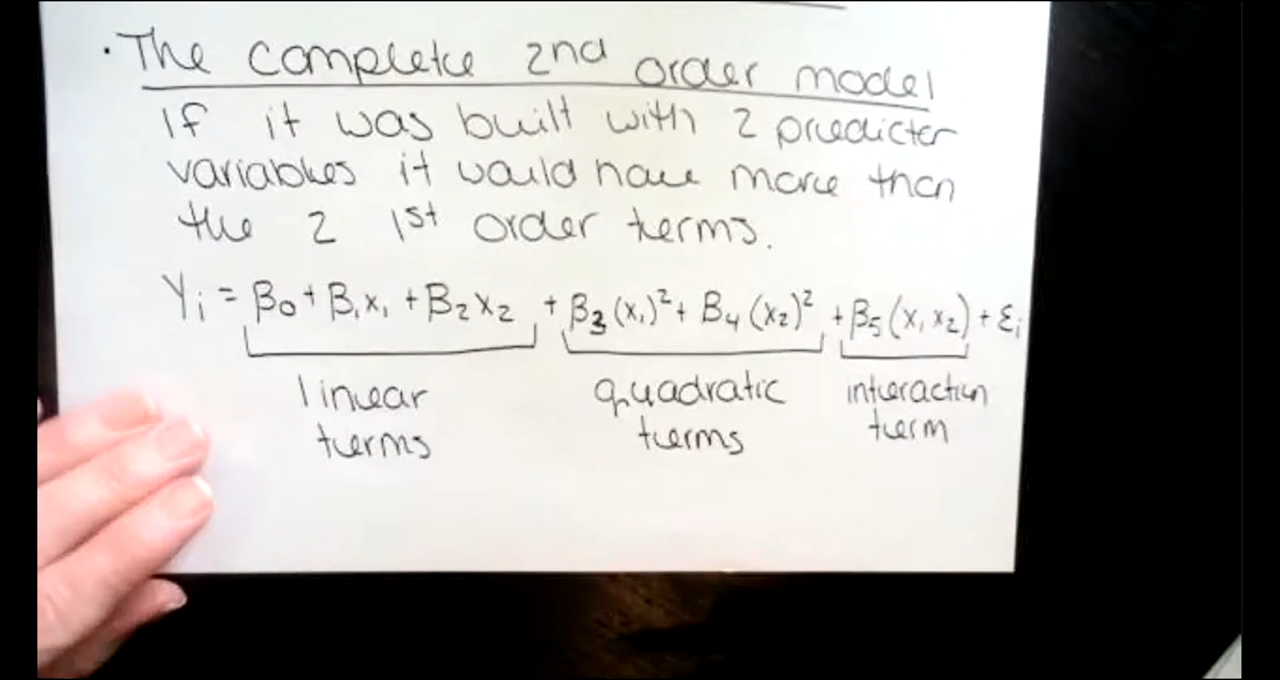 · The complete 2nd order model
If it was built with 2 predicter
variables it would have more than
the 2 1st order terms.
Yᵢ = β₀ + β₁x₁ + β₂x₂ + β₃(x₁)² + β₄(x₂)² + β₅(x₁x₂) + εᵢ
linear terms
quadratic terms
interaction term